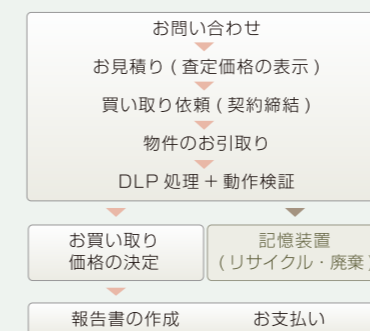 お問い合わせ
お見積り ( 査定価格の表示 )
買い取り依頼 ( 契約締結 )
物件のお引取り
DLP 処理 + 動作検証
お買い取り
価格の決定
記憶装置
( リサイクル・廃棄 )
報告書の作成
お支払い